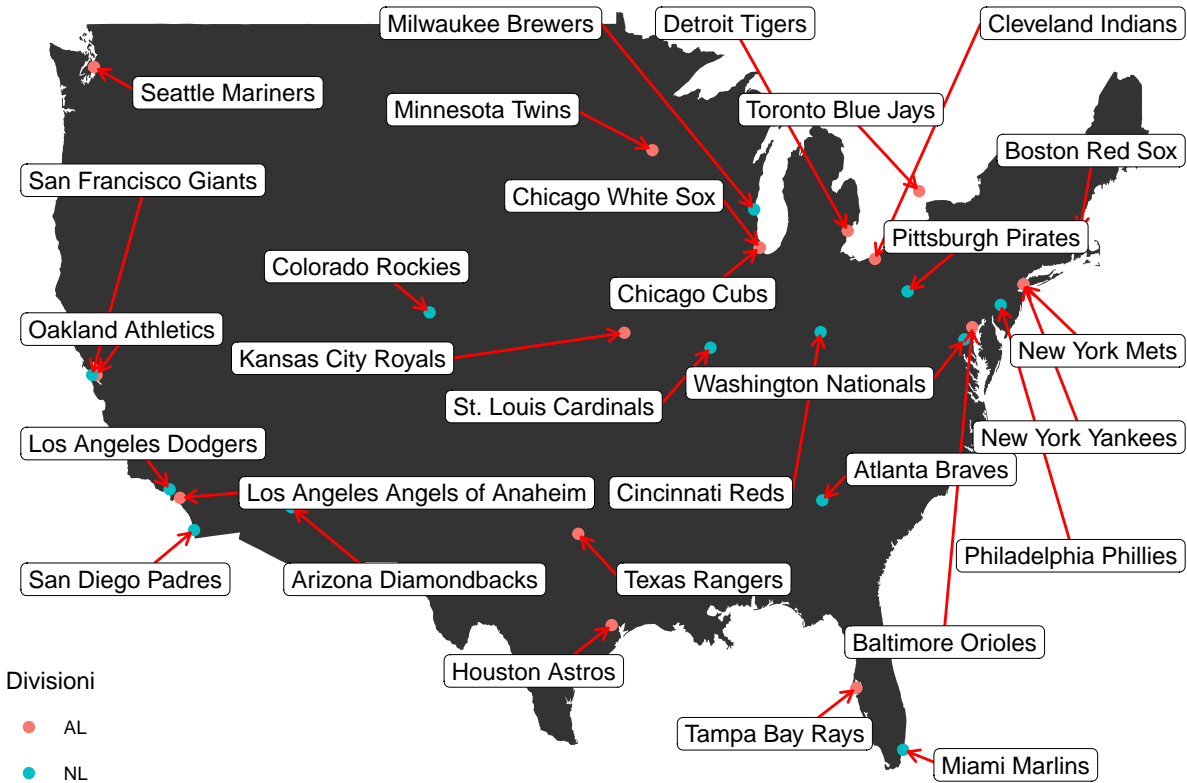 Milwaukee Brewers
Detroit Tigers
Cleveland Indians
Seattle Mariners
Minnesota Twins
Toronto Blue Jays
Boston Red Sox
San Francisco Giants
Chicago White Sox
Pittsburgh Pirates
Colorado Rockies
Chicago Cubs
Oakland Athletics
Kansas City Royals
New York Mets
Washington Nationals
St. Louis Cardinals
Los Angeles Dodgers
New York Yankees
Atlanta Braves
Los Angeles Angels of Anaheim
Cincinnati Reds
Philadelphia Phillies
San Diego Padres
Arizona Diamondbacks
Texas Rangers
Baltimore Orioles
Houston Astros
Divisioni
AL
NL
Tampa Bay Rays
Miami Marlins